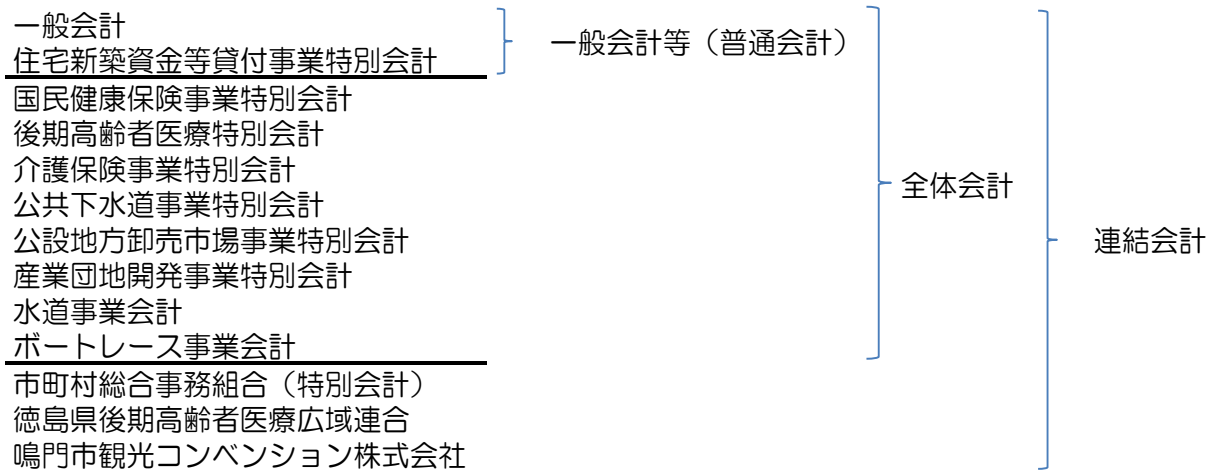 一般会計
住宅新築資金等貸付事業特別会計
一般会計等（普通会計）
国民健康保険事業特別会計
後期高齢者医療特別会計
介護保険事業特別会計
公共下水道事業特別会計
公設地方卸売市場事業特別会計
産業団地開発事業特別会計
水道事業会計
ボートレース事業会計
全体会計
市町村総合事務組合（特別会計）
徳島県後期高齢者医療広域連合
鳴門市観光コンベンション株式会社
連結会計